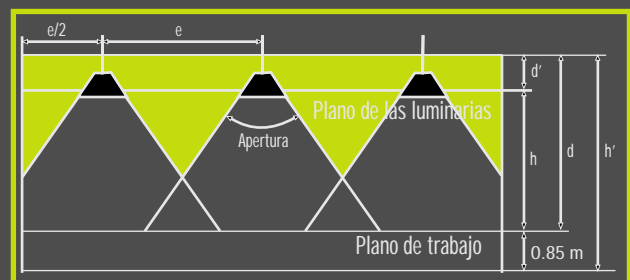 e/2
e
d'
Plano de las luminarias
Apertura
h
d
h'
Plano de trabajo
0.85 m